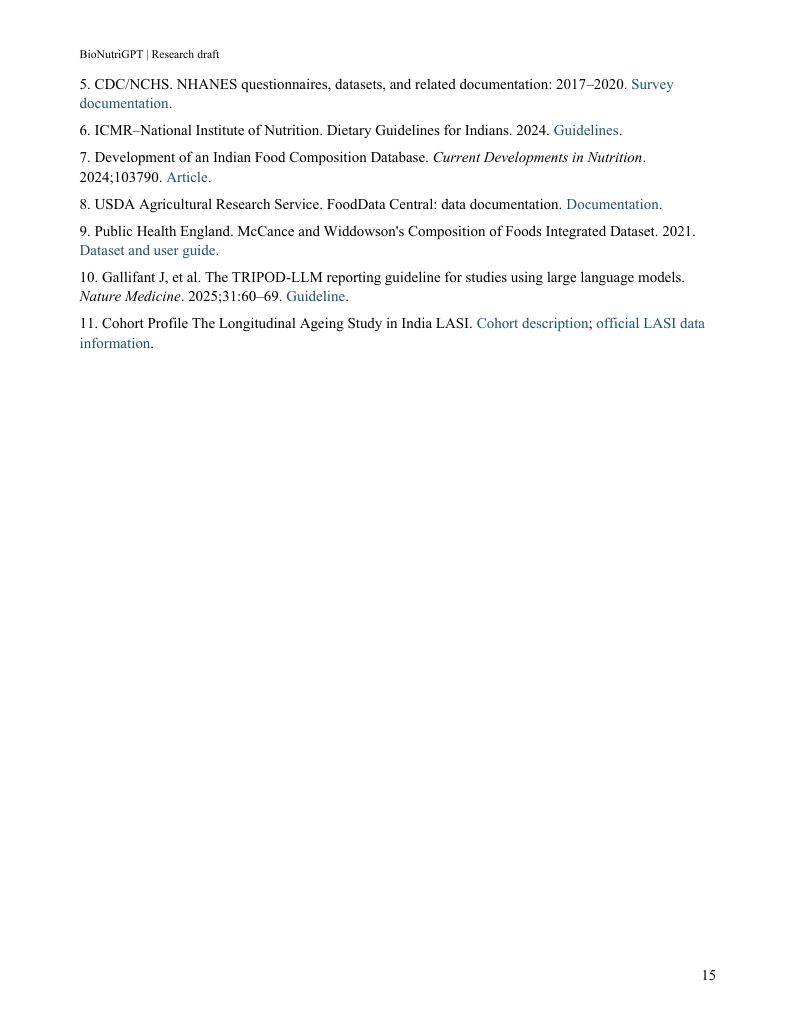 BioNutriGPT | Research draft
5. CDC/NCHS. NHANES questionnaires, datasets, and related documentation: 2017–2020. Survey
documentation.
6. ICMR–National Institute of Nutrition. Dietary Guidelines for Indians. 2024. Guidelines.
7. Development of an Indian Food Composition Database. Current Developments in Nutrition.
2024;103790. Article.
8. USDA Agricultural Research Service. FoodData Central: data documentation. Documentation.
9. Public Health England. McCance and Widdowson's Composition of Foods Integrated Dataset. 2021.
Dataset and user guide.
10. Gallifant J, et al. The TRIPOD-LLM reporting guideline for studies using large language models.
Nature Medicine. 2025;31:60–69. Guideline.
11. Cohort Profile The Longitudinal Ageing Study in India LASI. Cohort description; official LASI data
information.
15